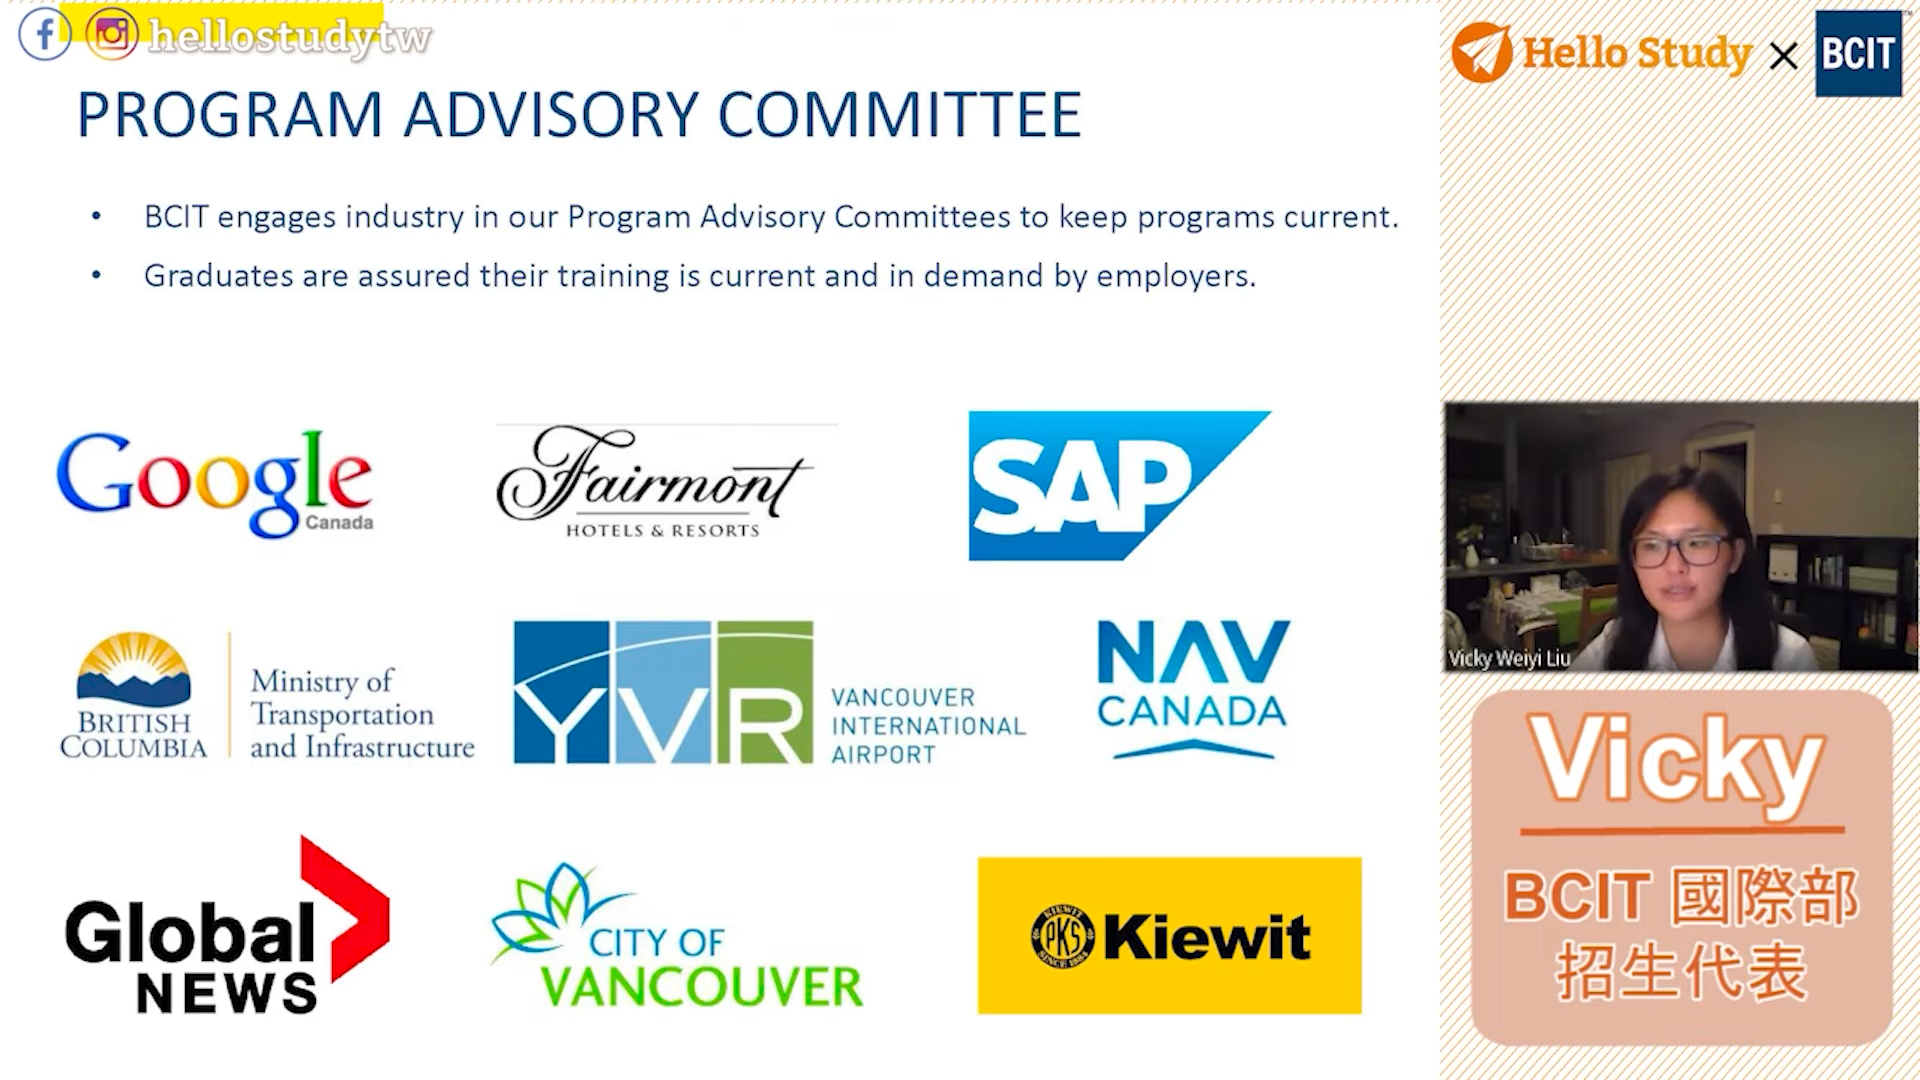 hellostudytw
Hello Study × BCIT
PROGRAM ADVISORY COMMITTEE
• BCIT engages industry in our Program Advisory Committees to keep programs current.
• Graduates are assured their training is current and in demand by employers.
Google
Canada
Fairmont
HOTELS & RESORTS
SAP
BRITISH
COLUMBIA
Ministry of
Transportation
and Infrastructure
YVR
VANCOUVER
INTERNATIONAL
AIRPORT
NAV
CANADA
Global
NEWS
CITY OF
VANCOUVER
KIEWIT
PKS
SINCE 1884
Kiewit
Vicky Weiyi Liu
Vicky
BCIT 國際部
招生代表